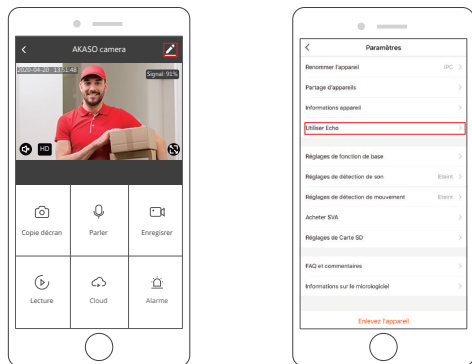 AKASO camera
2020-04-20 13:51:48
Signal: 91%
HD
Copie décran
Parler
Enregisrer
Lecture
Cloud
Alarme
Paramètres
Renommer l'appareil IPC
Partage d'appareils
Informations appareil
Utiliser Echo
Réglages de fonction de base
Réglages de détection de son Eteint
Réglages de détection de mouvement Eteint
Acheter SVA
Réglages de Carte SD
FAQ et commentaires
Informations sur le micrologiciel
Enlevez l'appareil